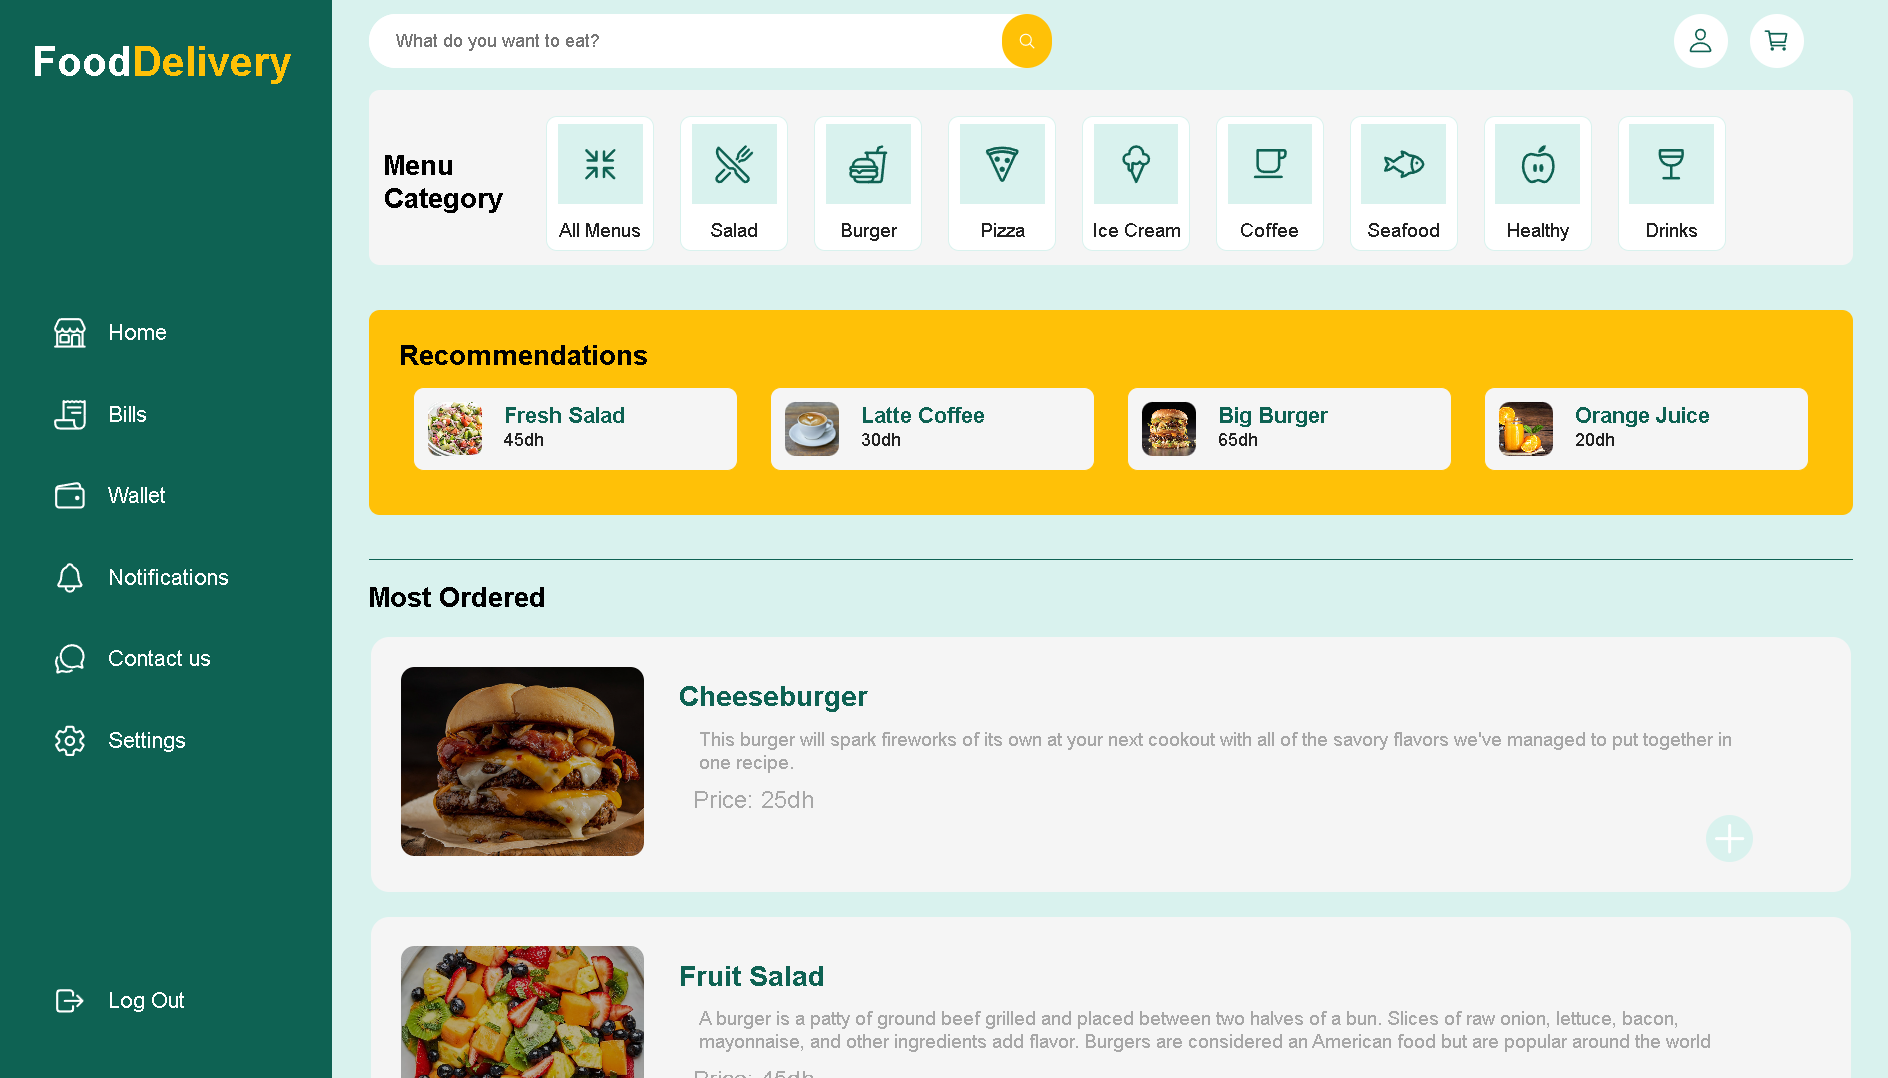 FoodDelivery
What do you want to eat?
Menu
Category
All Menus
Salad
Burger
Pizza
Ice Cream
Coffee
Seafood
Healthy
Drinks
Home
Bills
Wallet
Notifications
Contact us
Settings
Log Out
Recommendations
Fresh Salad
45dh
Latte Coffee
30dh
Big Burger
65dh
Orange Juice
20dh
Most Ordered
Cheeseburger
This burger will spark fireworks of its own at your next cookout with all of the savory flavors we've managed to put together in
one recipe.
Price: 25dh
Fruit Salad
A burger is a patty of ground beef grilled and placed between two halves of a bun. Slices of raw onion, lettuce, bacon,
mayonnaise, and other ingredients add flavor. Burgers are considered an American food but are popular around the world
Price: 45dh